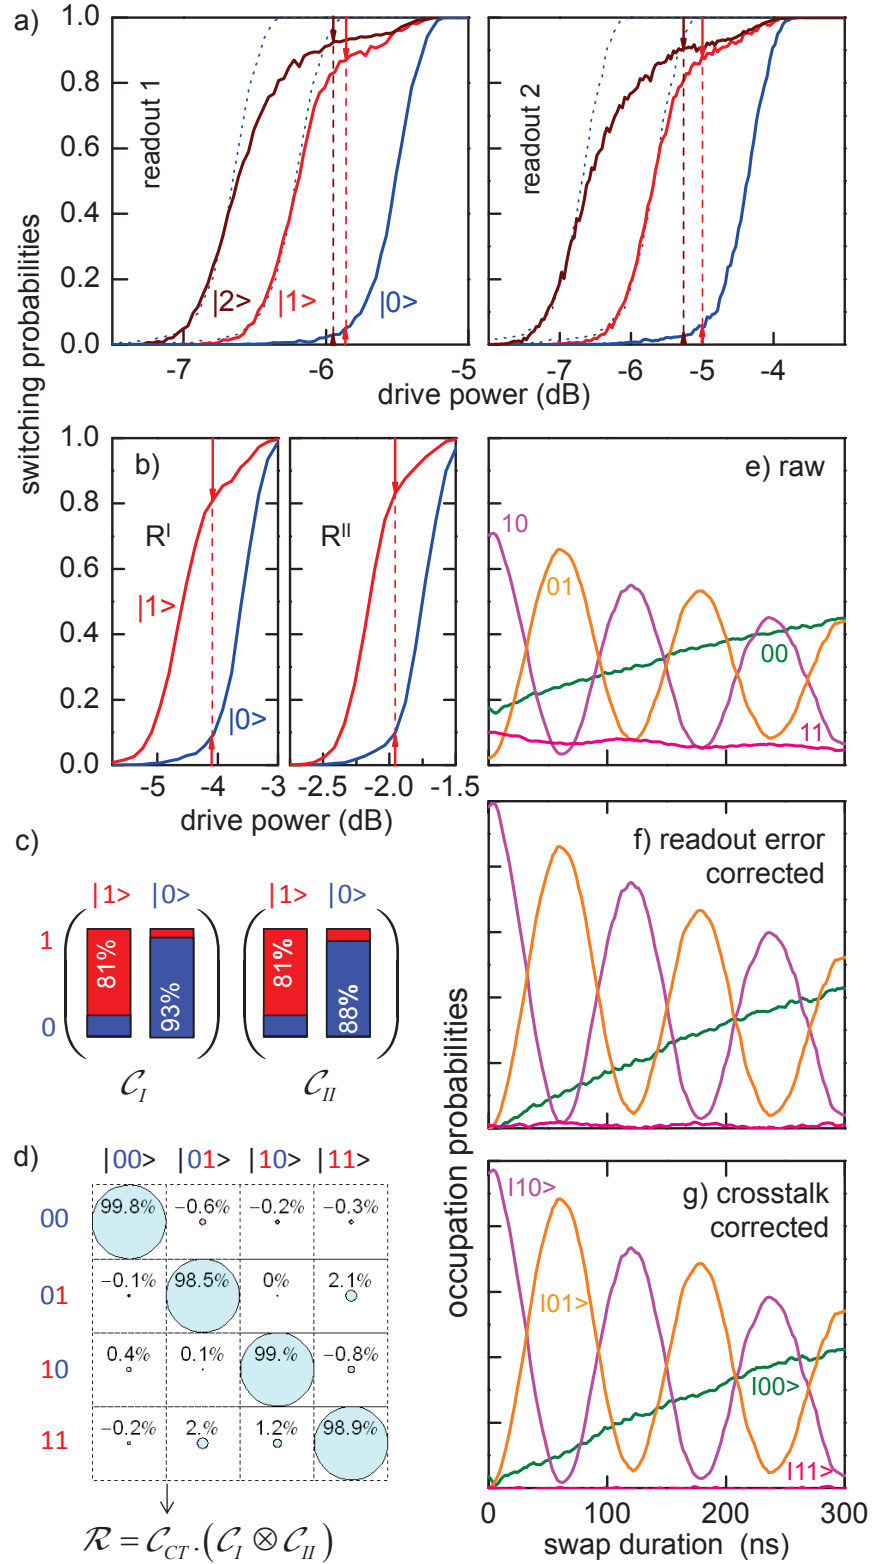 a)
switching probabilities
1.0
0.8
0.6
0.4
0.2
0.0
readout 1
|2>
|1>
|0>
-7
-6
-5
readout 2
-7
-6
-5
-4
drive power (dB)
b)
1.0
0.8
0.6
0.4
0.2
0.0
R^I
|1>
|0>
-5
-4
-3
R^II
-2.5
-2.0
-1.5
drive power (dB)
e) raw
10
01
00
11
c)
|1> |0> |1> |0>
1
0
81%
93%
81%
88%
C_I
C_II
f) readout error
corrected
occupation probabilities
d)
|00> |01> |10> |11>
00 99.8% −0.6% −0.2% −0.3%
01 −0.1% 98.5% 0% 2.1%
10 0.4% 0.1% 99.% −0.8%
11 −0.2% 2.% 1.2% 98.9%
R = C_CT · (C_I ⊗ C_II)
g) crosstalk
corrected
|10>
|01>
|00>
|11>
0
100
200
300
swap duration (ns)